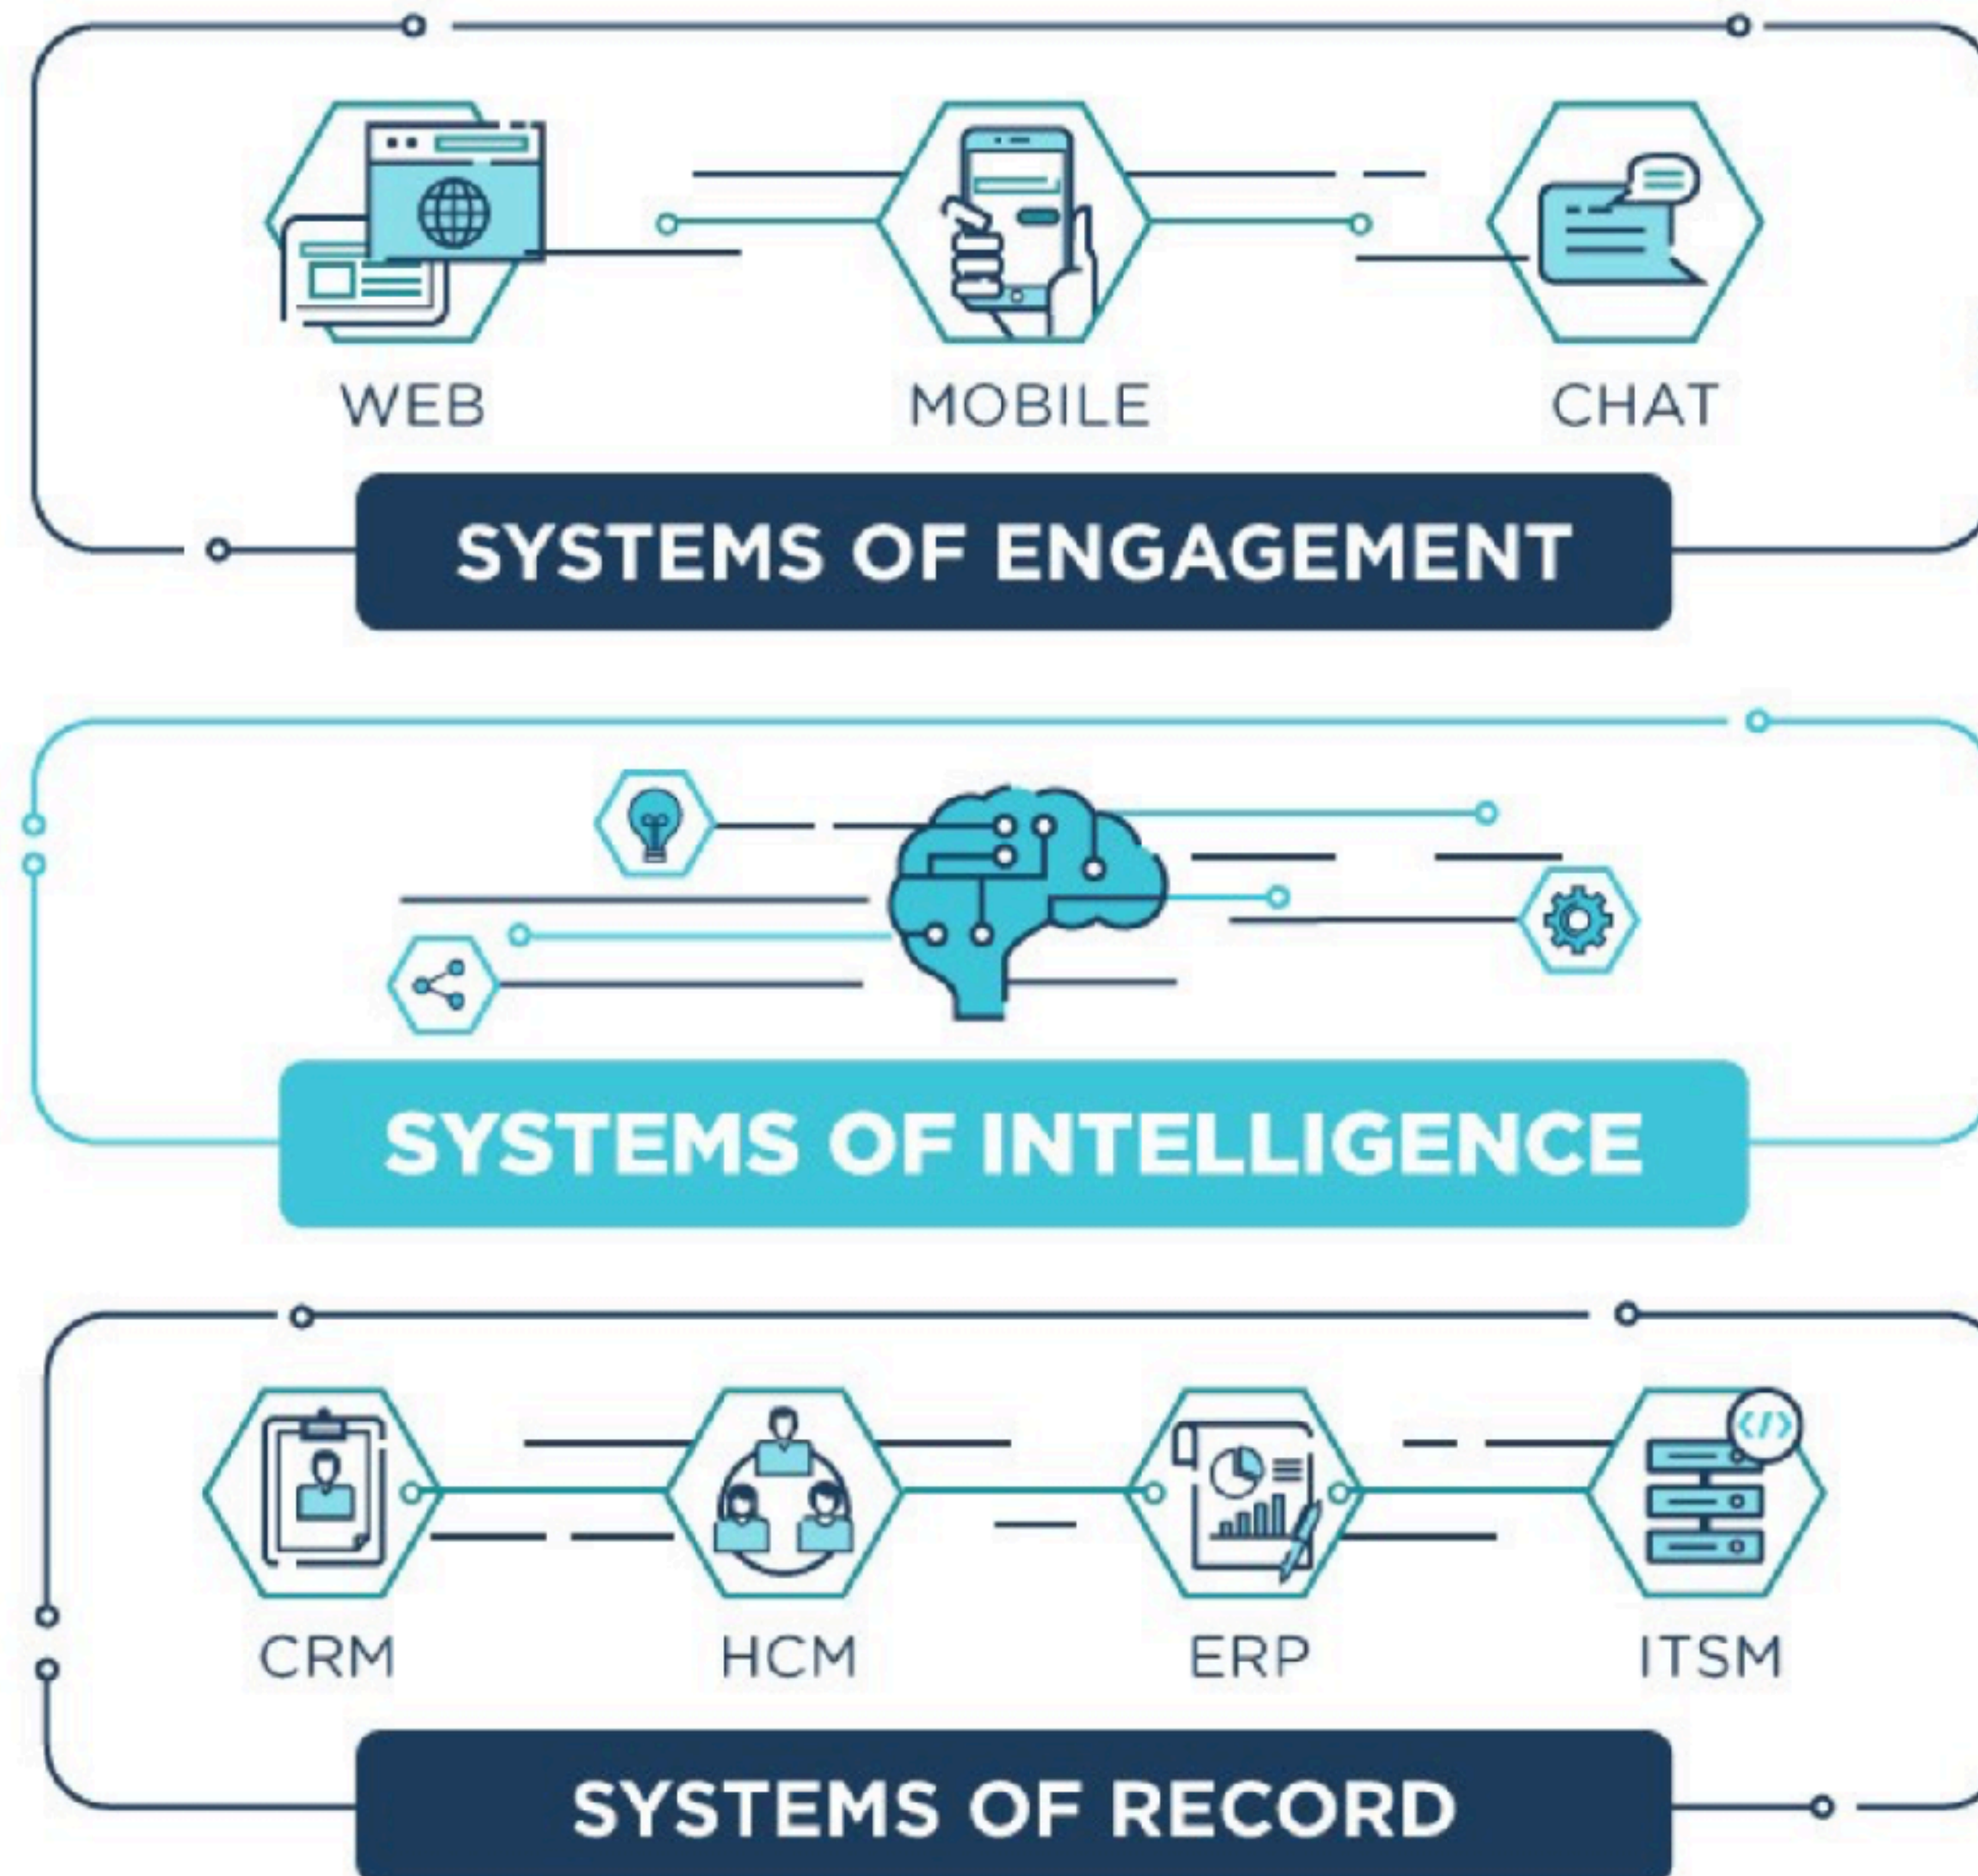 WEB
MOBILE
CHAT
SYSTEMS OF ENGAGEMENT
SYSTEMS OF INTELLIGENCE
</>
CRM
HCM
ERP
ITSM
SYSTEMS OF RECORD